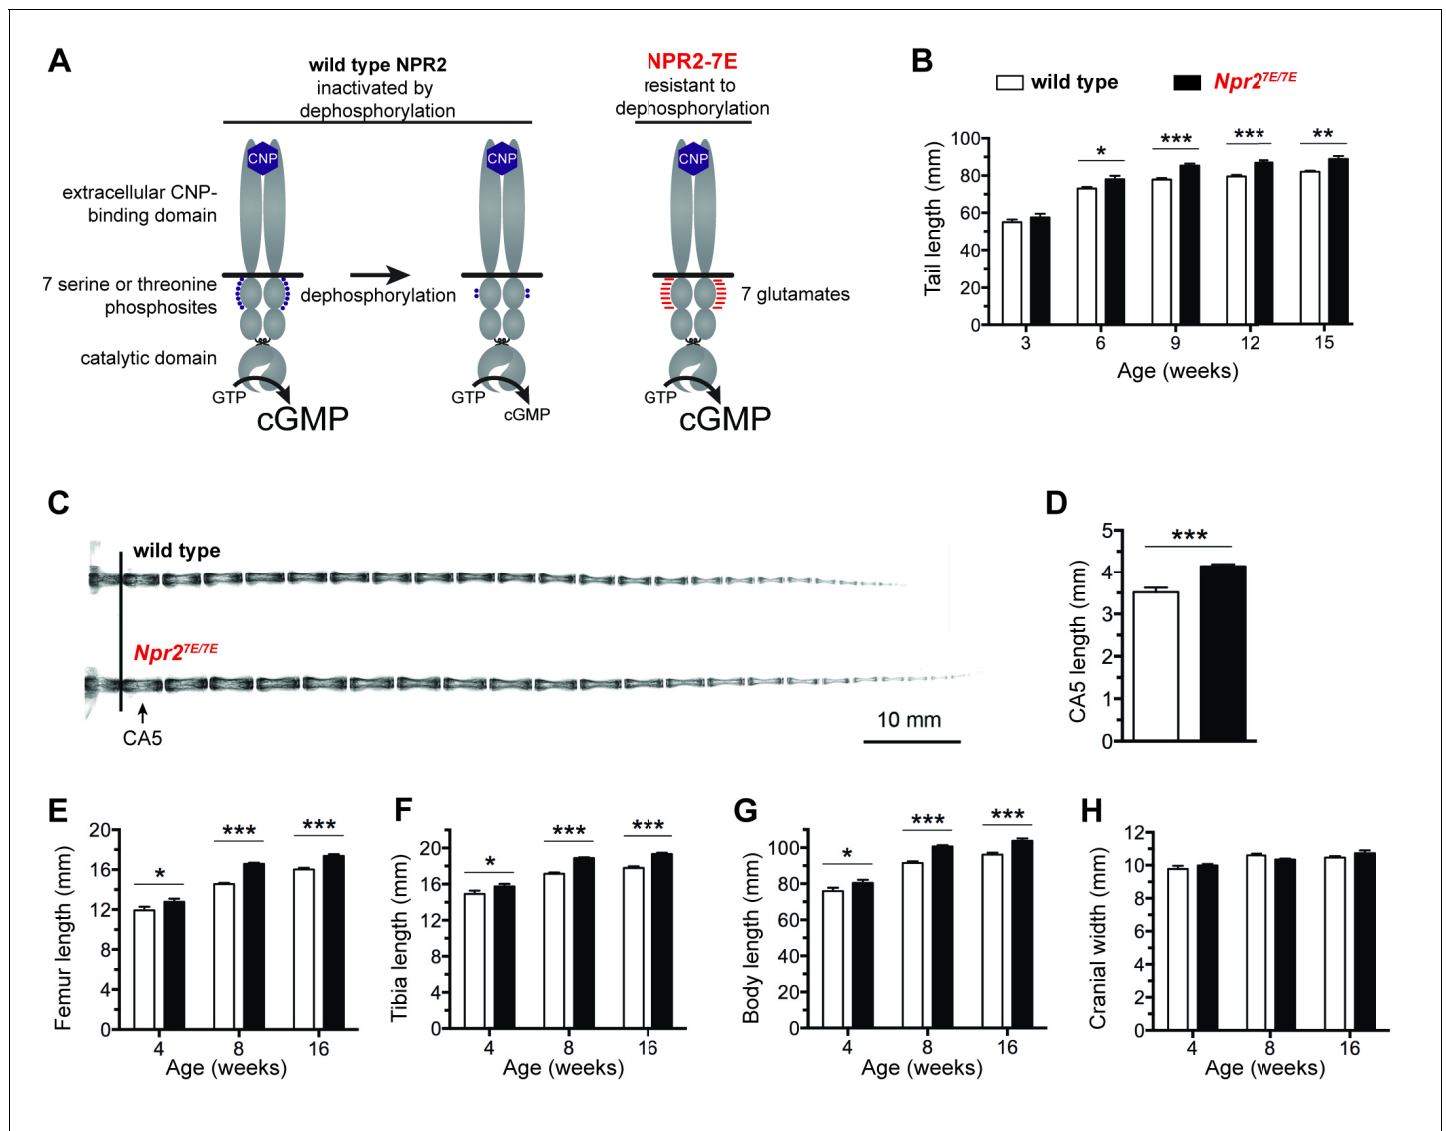 A
wild type NPR2
inactivated by
dephosphorylation
NPR2-7E
resistant to
dephosphorylation
CNP
CNP
CNP
extracellular CNP-
binding domain
7 serine or threonine
phosphosites
dephosphorylation
7 glutamates
catalytic domain
GTP
cGMP
GTP
cGMP
GTP
cGMP
B
wild type
Npr27E/7E
Tail length (mm)
100
80
60
40
20
0
*
***
***
**
3 6 9 12 15
Age (weeks)
C
wild type
Npr27E/7E
CA5
10 mm
D
CA5 length (mm)
5
4
3
2
1
0
***
E
Femur length (mm)
20
16
12
8
4
0
*
***
***
4 8 16
Age (weeks)
F
Tibia length (mm)
20
16
12
8
4
0
*
***
***
4 8 16
Age (weeks)
G
Body length (mm)
100
80
60
40
20
0
*
***
***
4 8 16
Age (weeks)
H
Cranial width (mm)
12
10
8
6
4
2
0
4 8 16
Age (weeks)